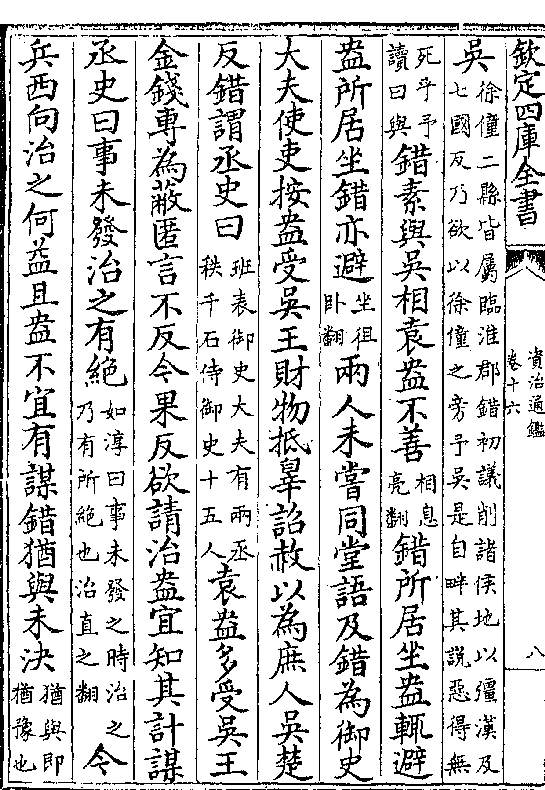 欽定四庫全書
資治通鑑
卷十六
八
吳徐僮二縣皆屬臨淮郡錯初議削諸侯地以彊漢及
七國反乃欲以徐僮之旁予吳是自畔其説惡得無
死乎予
讀曰與
錯素與吳相袁盎不善
相息
亮翻
錯所居坐盎輒避
盎所居坐錯亦避
坐徂
卧翻
兩人未嘗同堂語及錯為御史
大夫使吏按盎受吳王財物抵辠詔赦以為庶人吳楚
反錯謂丞史曰
班表御史大夫有兩丞
秩千石侍御史十五人
袁盎多受吳王
金錢專為蔽匿言不反今果反欲請治盎宜知其計謀
丞史曰事未發治之有絶
如淳曰事未發之時治之
乃有所絶也治直之翻
今
兵西向治之何益且盎不宜有謀錯猶與未決
猶與即
猶豫也